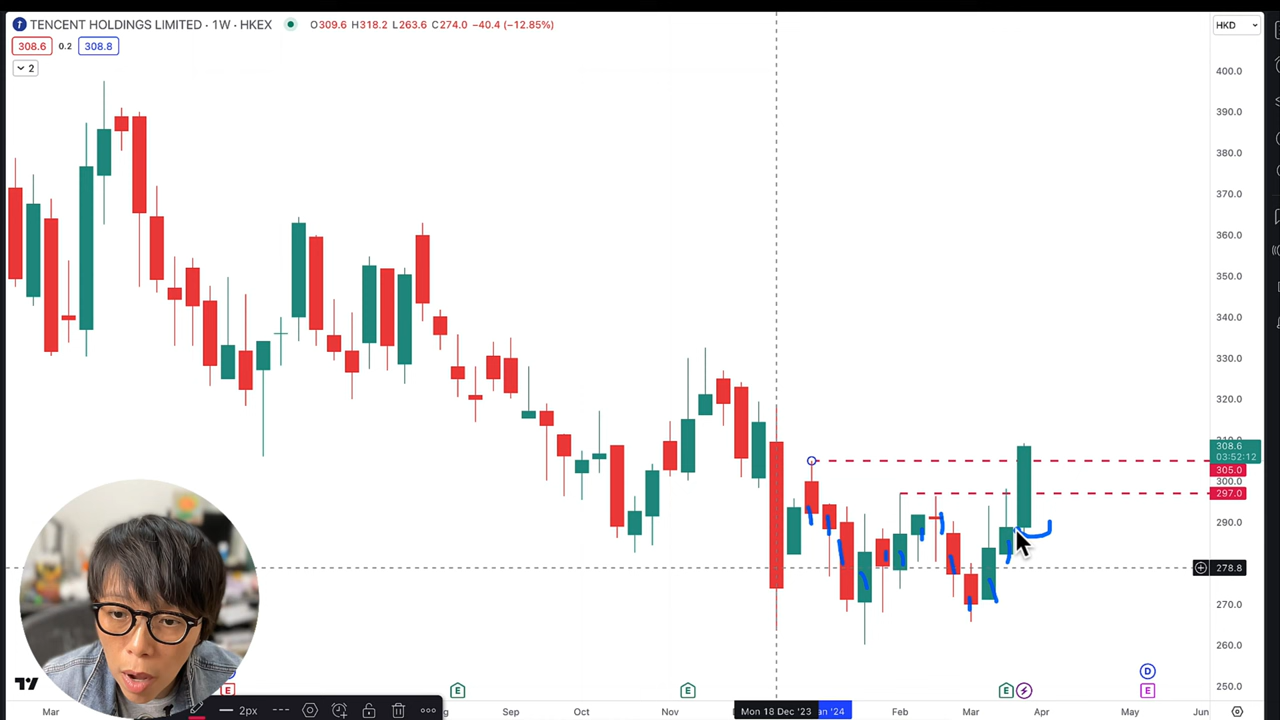 TENCENT HOLDINGS LIMITED · 1W · HKEX O309.6 H318.2 L263.6 C274.0 −40.4 (−12.85%)
HKD
308.6 0.2 308.8
2
400.0
390.0
380.0
370.0
360.0
350.0
340.0
330.0
320.0
308.6
03:52:12
305.0
300.0
297.0
290.0
278.8
270.0
260.0
250.0
D
E E E E E
2px
Mar Sep Oct Nov Mon 18 Dec '23 an '24 Feb Mar Apr May Jun